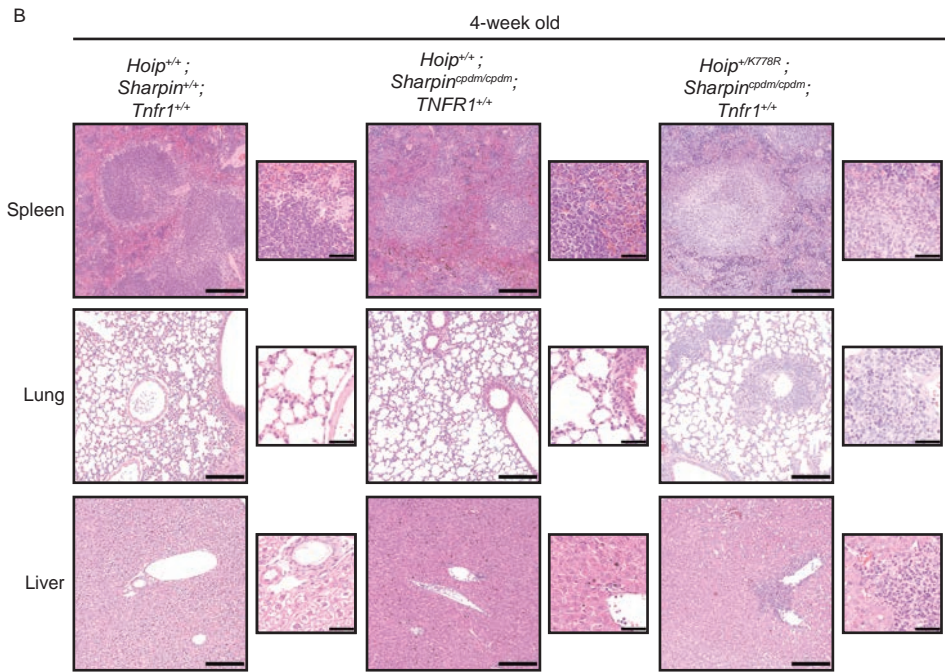 B
4-week old
Hoip+/+ ;
Sharpin+/+;
Tnfr1+/+
Hoip+/+ ;
Sharpincpdm/cpdm;
TNFR1+/+
Hoip+/K778R ;
Sharpincpdm/cpdm;
Tnfr1+/+
Spleen
Lung
Liver